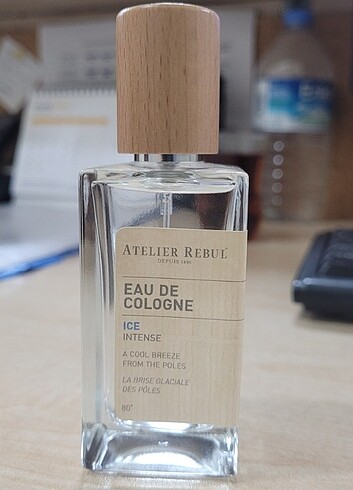 ATELIER REBUL
DEPUIS 1895
EAU DE
COLOGNE
ICE
INTENSE
A COOL BREEZE
FROM THE POLES
LA BRISE GLACIALE
DES PÔLES
80°